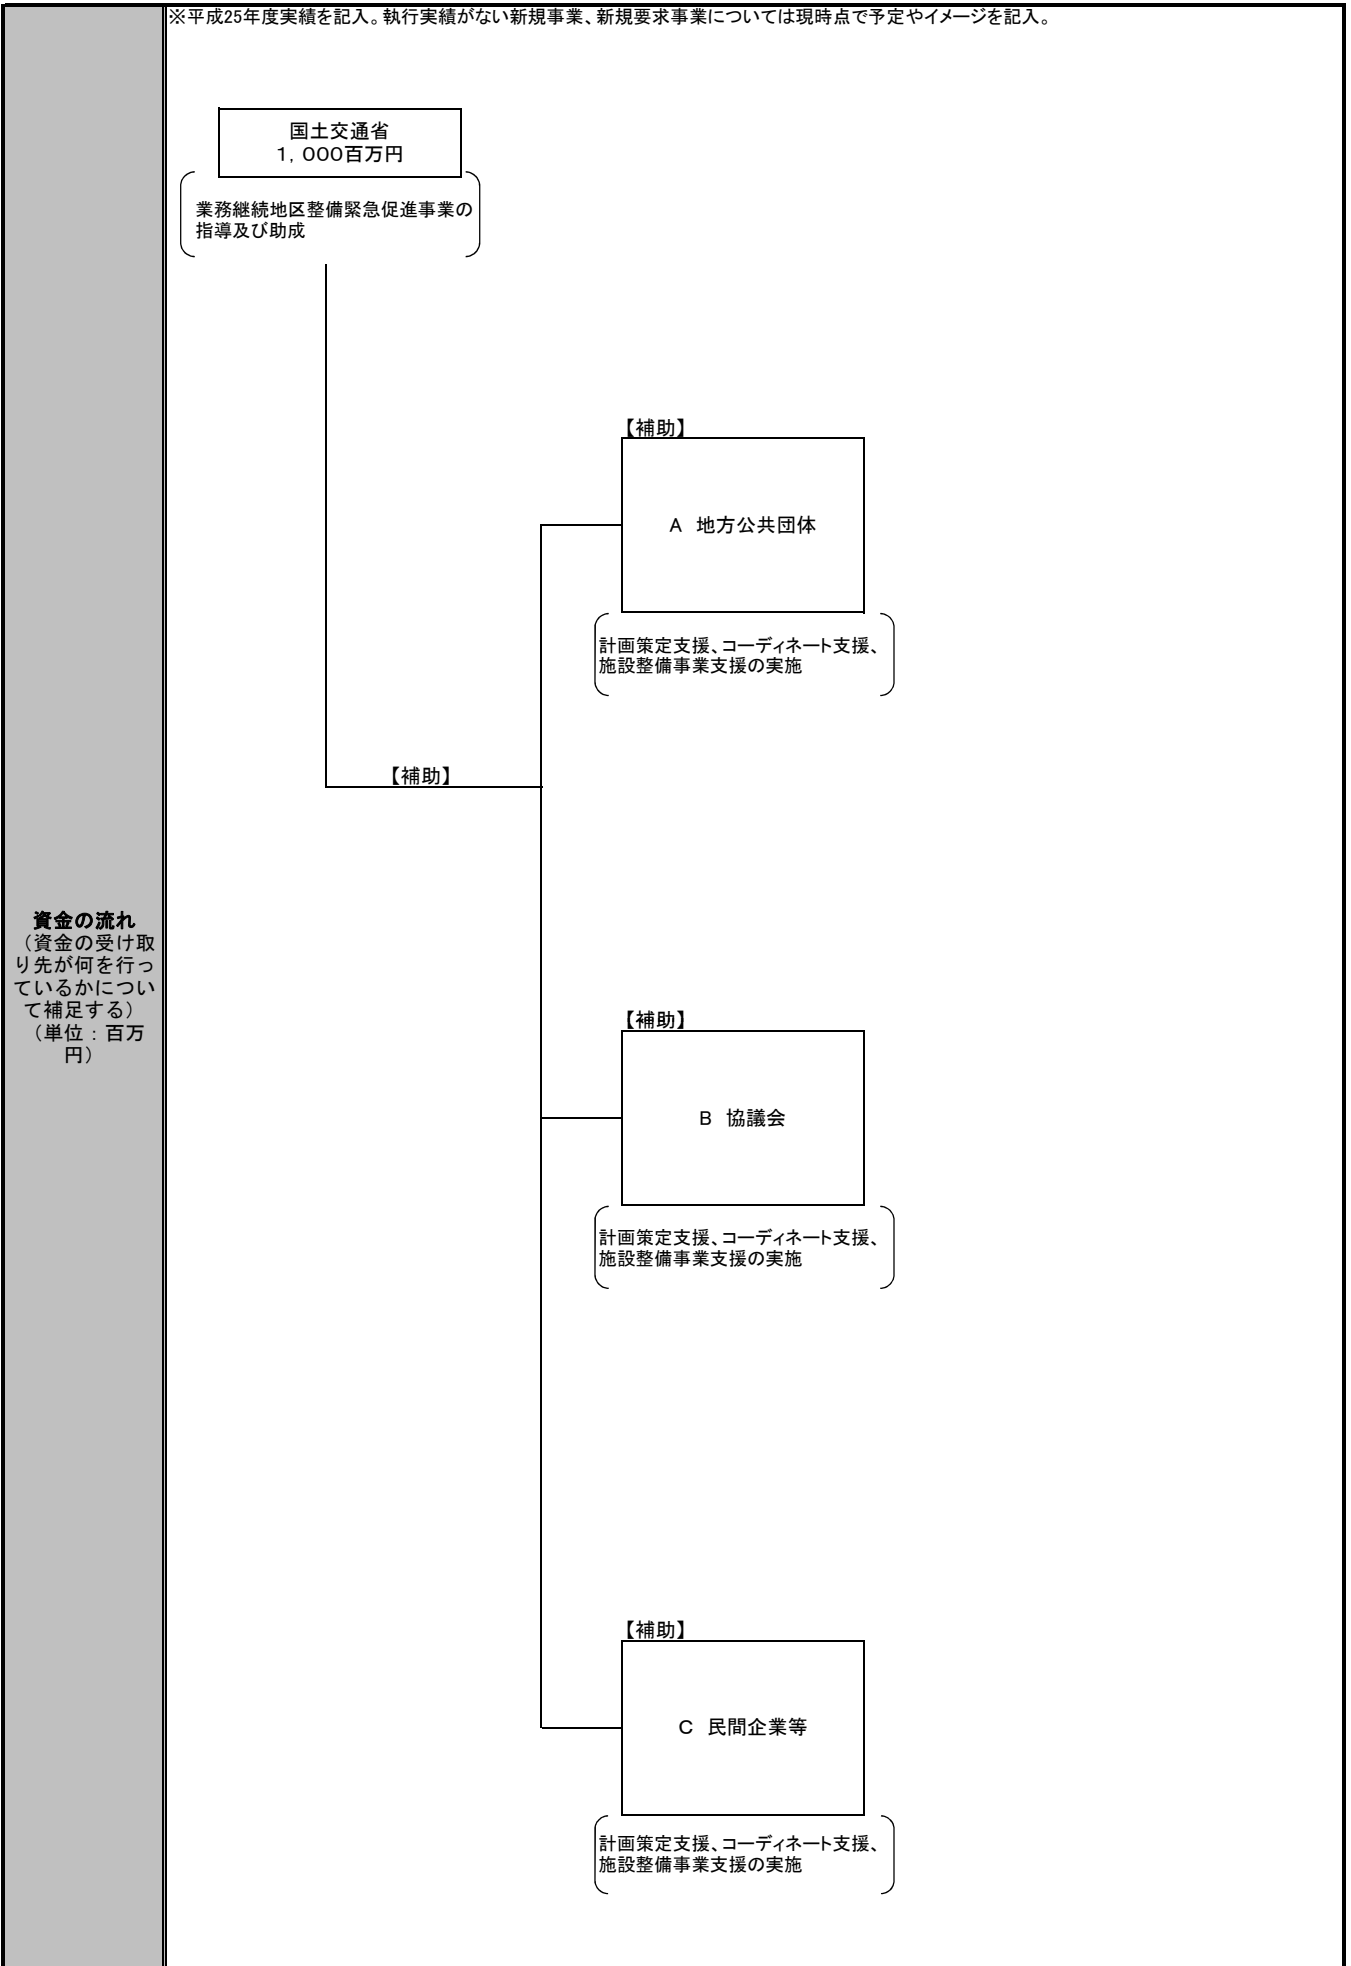 ※平成25年度実績を記入。執行実績がない新規事業、新規要求事業については現時点で予定やイメージを記入。
国土交通省
1，000百万円
業務継続地区整備緊急促進事業の
指導及び助成
【補助】
A　地方公共団体
計画策定支援、コーディネート支援、
施設整備事業支援の実施
【補助】
資金の流れ
（資金の受け取
り先が何を行っ
ているかについ
て補足する）
（単位：百万
円）
【補助】
B　協議会
計画策定支援、コーディネート支援、
施設整備事業支援の実施
【補助】
C　民間企業等
計画策定支援、コーディネート支援、
施設整備事業支援の実施